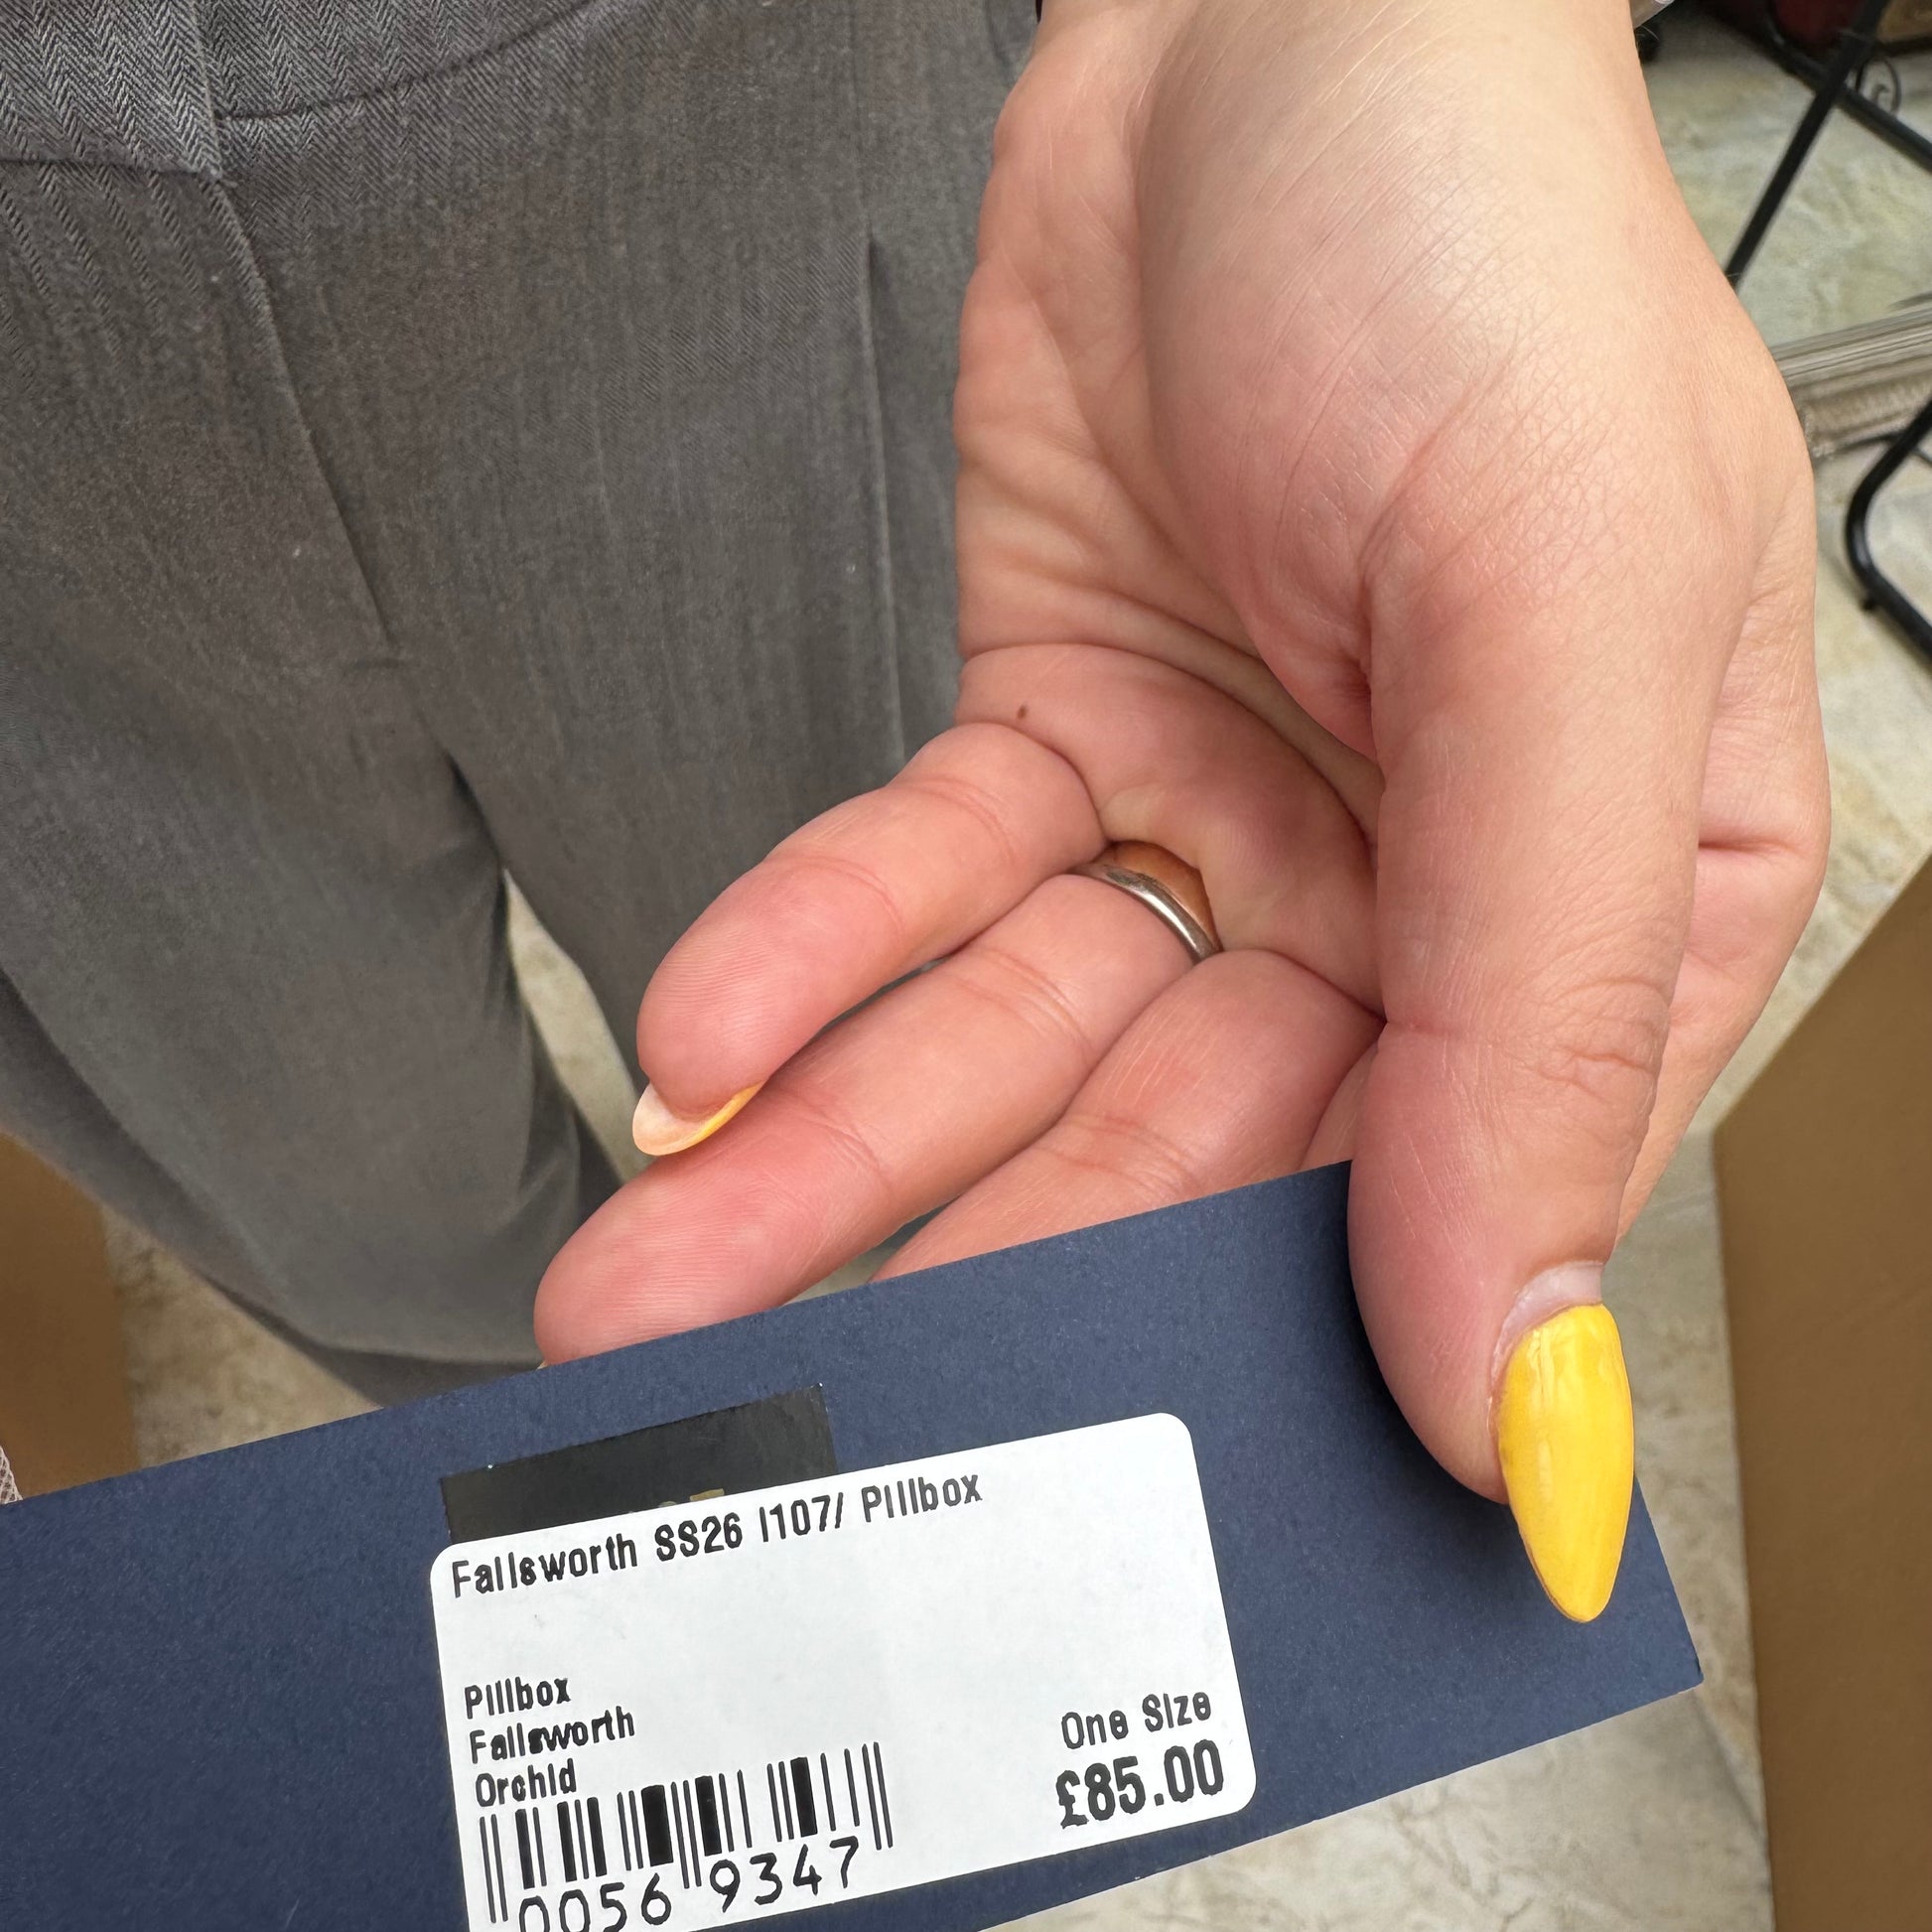 Fallsworth SS26 I107/ Pillbox
Pillbox
Fallsworth
Orchid
One Size
£85.00
0056 9347